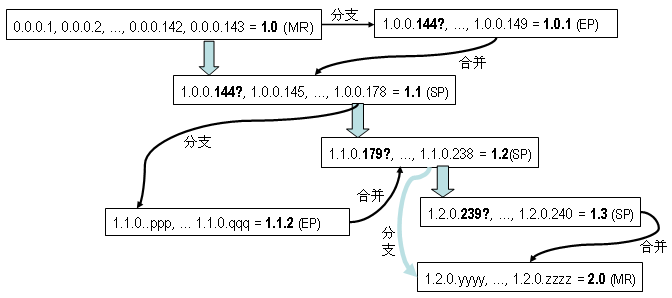 0.0.0.1, 0.0.0.2, ..., 0.0.0.142, 0.0.0.143 = 1.0 (MR)
分支
1.0.0.144?, ..., 1.0.0.149 = 1.0.1 (EP)
合并
1.0.0.144?, 1.0.0.145, ..., 1.0.0.178 = 1.1 (SP)
分支
1.1.0.179?, ..., 1.1.0.238 = 1.2(SP)
合并
1.1.0..ppp, ... 1.1.0.qqq = 1.1.2 (EP)
分支
1.2.0.239?, ..., 1.2.0.240 = 1.3 (SP)
合并
1.2.0.yyyy, ..., 1.2.0.zzzz = 2.0 (MR)